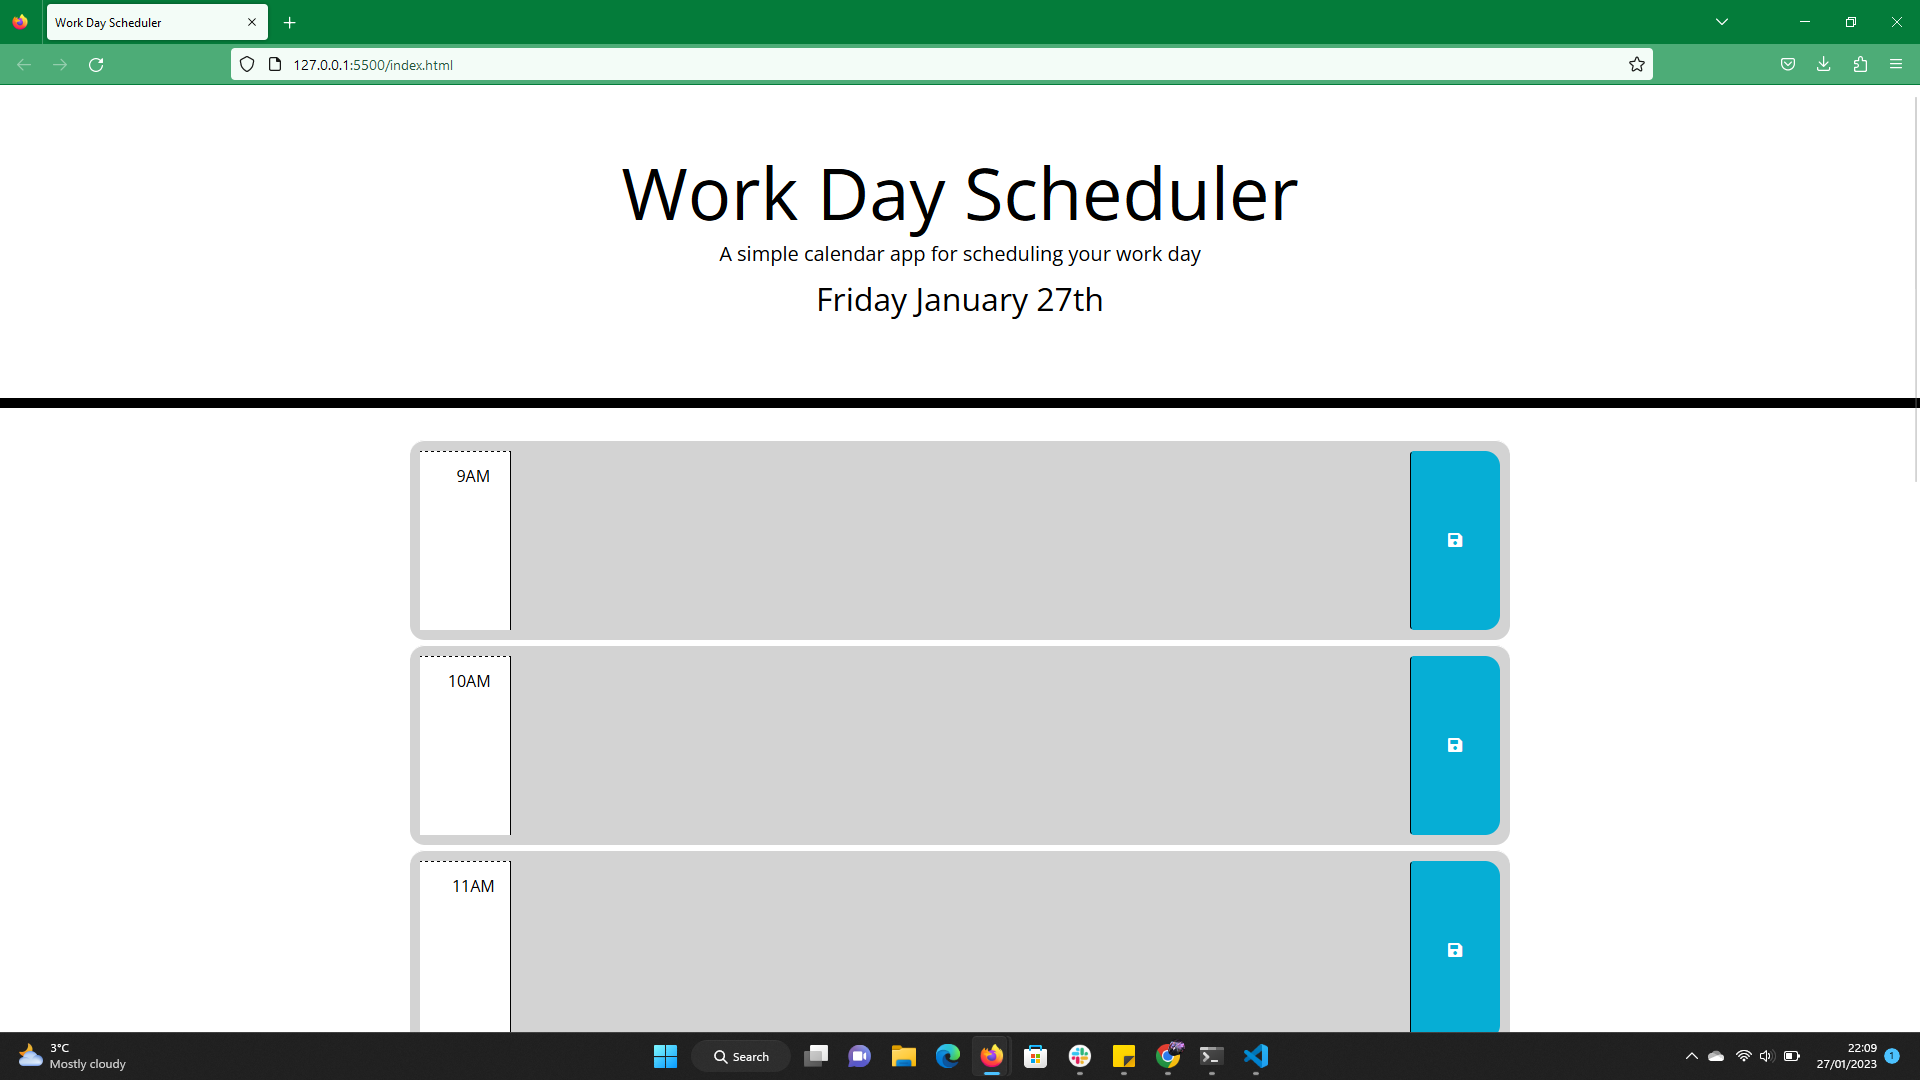 Work Day Scheduler
127.0.0.1:5500/index.html
Work Day Scheduler
A simple calendar app for scheduling your work day
Friday January 27th
9AM
10AM
11AM
3°C
Mostly cloudy
Search
22:09
27/01/2023
1